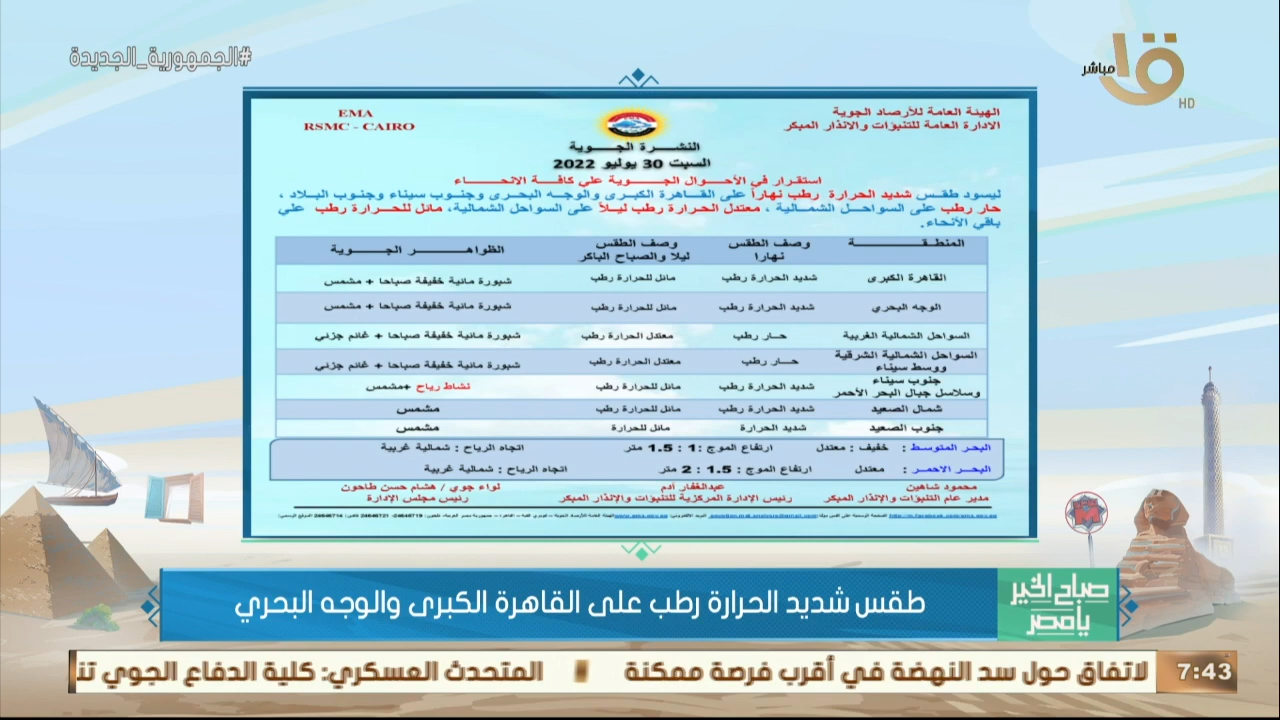 #الجمهورية_الجديدة
مباشر
HD
الهيئة العامة للأرصاد الجوية
الادارة العامة للتنبؤات والانذار المبكر
EMA
RSMC - CAIRO
النشرة الجوية
السبت 30 يوليو 2022
استقرار في الأحوال الجوية علي كافة الانحاء
ليسود طقس شديد الحرارة رطب نهاراً على القاهرة الكبرى والوجه البحرى وجنوب سيناء وجنوب البلاد ،
حار رطب على السواحل الشمالية ، معتدل الحرارة رطب ليلاً على السواحل الشمالية، مائل للحرارة رطب علي
باقي الأنحاء.
المنطقة وصف الطقس نهارا وصف الطقس ليلا والصباح الباكر الظواهر الجوية
القاهرة الكبرى شديد الحرارة رطب مائل للحرارة رطب شبورة مائية خفيفة صباحا + مشمس
الوجه البحري شديد الحرارة رطب مائل للحرارة رطب شبورة مائية خفيفة صباحا + مشمس
السواحل الشمالية الغربية حار رطب معتدل الحرارة رطب شبورة مائية خفيفة صباحا + غائم جزئي
السواحل الشمالية الشرقية ووسط سيناء حار رطب معتدل الحرارة رطب شبورة مائية خفيفة صباحا + غائم جزئي
جنوب سيناء وسلاسل جبال البحر الأحمر شديد الحرارة رطب مائل للحرارة رطب نشاط رياح +مشمس
شمال الصعيد شديد الحرارة رطب مائل للحرارة رطب مشمس
جنوب الصعيد شديد الحرارة مائل للحرارة مشمس
البحر المتوسط : خفيف : معتدل ارتفاع الموج : 1 : 1.5 متر اتجاه الرياح : شمالية غربية
البحر الاحمر : معتدل ارتفاع الموج : 1.5 : 2 متر اتجاه الرياح : شمالية غربية
محمود شاهين عبدالغفار أدم لواء جوي / هشام حسن طاحون
مدير عام التنبؤات والإنذار المبكر رئيس الإدارة المركزية للتنبؤات والإنذار المبكر رئيس مجلس الإدارة
طقس شديد الحرارة رطب على القاهرة الكبرى والوجه البحري
صباح الخير
يا مصر
7:43
لاتفاق حول سد النهضة في أقرب فرصة ممكنة المتحدث العسكري: كلية الدفاع الجوي تن